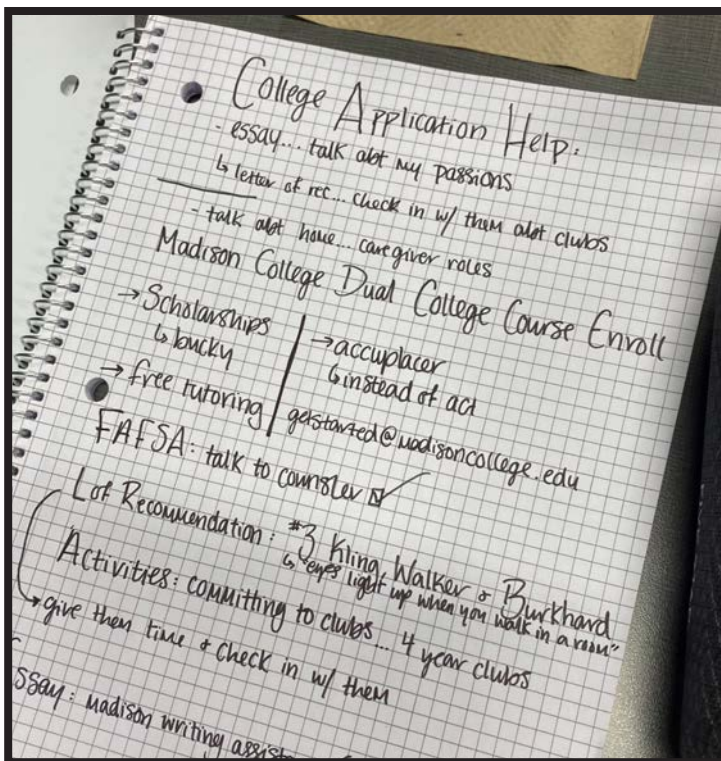 College Application Help:
- essay... talk abt my passions
↳ letter of rec... check in w/ them abt clubs
- talk abt home... caregiver roles
Madison College Dual College Course Enroll
→ Scholarships
↳ bucky
→ free tutoring
→ accuplacer
↳ instead of act
getstarted@madisoncollege.edu
FAFSA: talk to counsler ☑
L of Recommendation: #3 Kling, Walker & Burkhard
↳ "eyes light up when you walk in a room"
Activities: committing to clubs... 4 year clubs
→ give them time & check in w/ them
ssay: madison writing assist